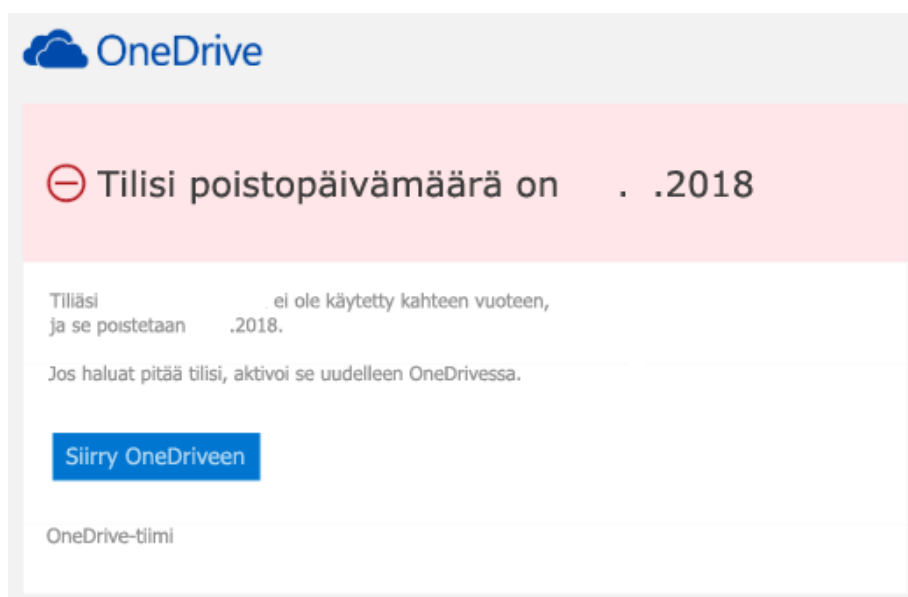 OneDrive
Tilisi poistopäivämäärä on . .2018
Tiliäsi ei ole käytetty kahteen vuoteen,
ja se poistetaan .2018.
Jos haluat pitää tilisi, aktivoi se uudelleen OneDrivessa.
Siirry OneDriveen
OneDrive-tiimi